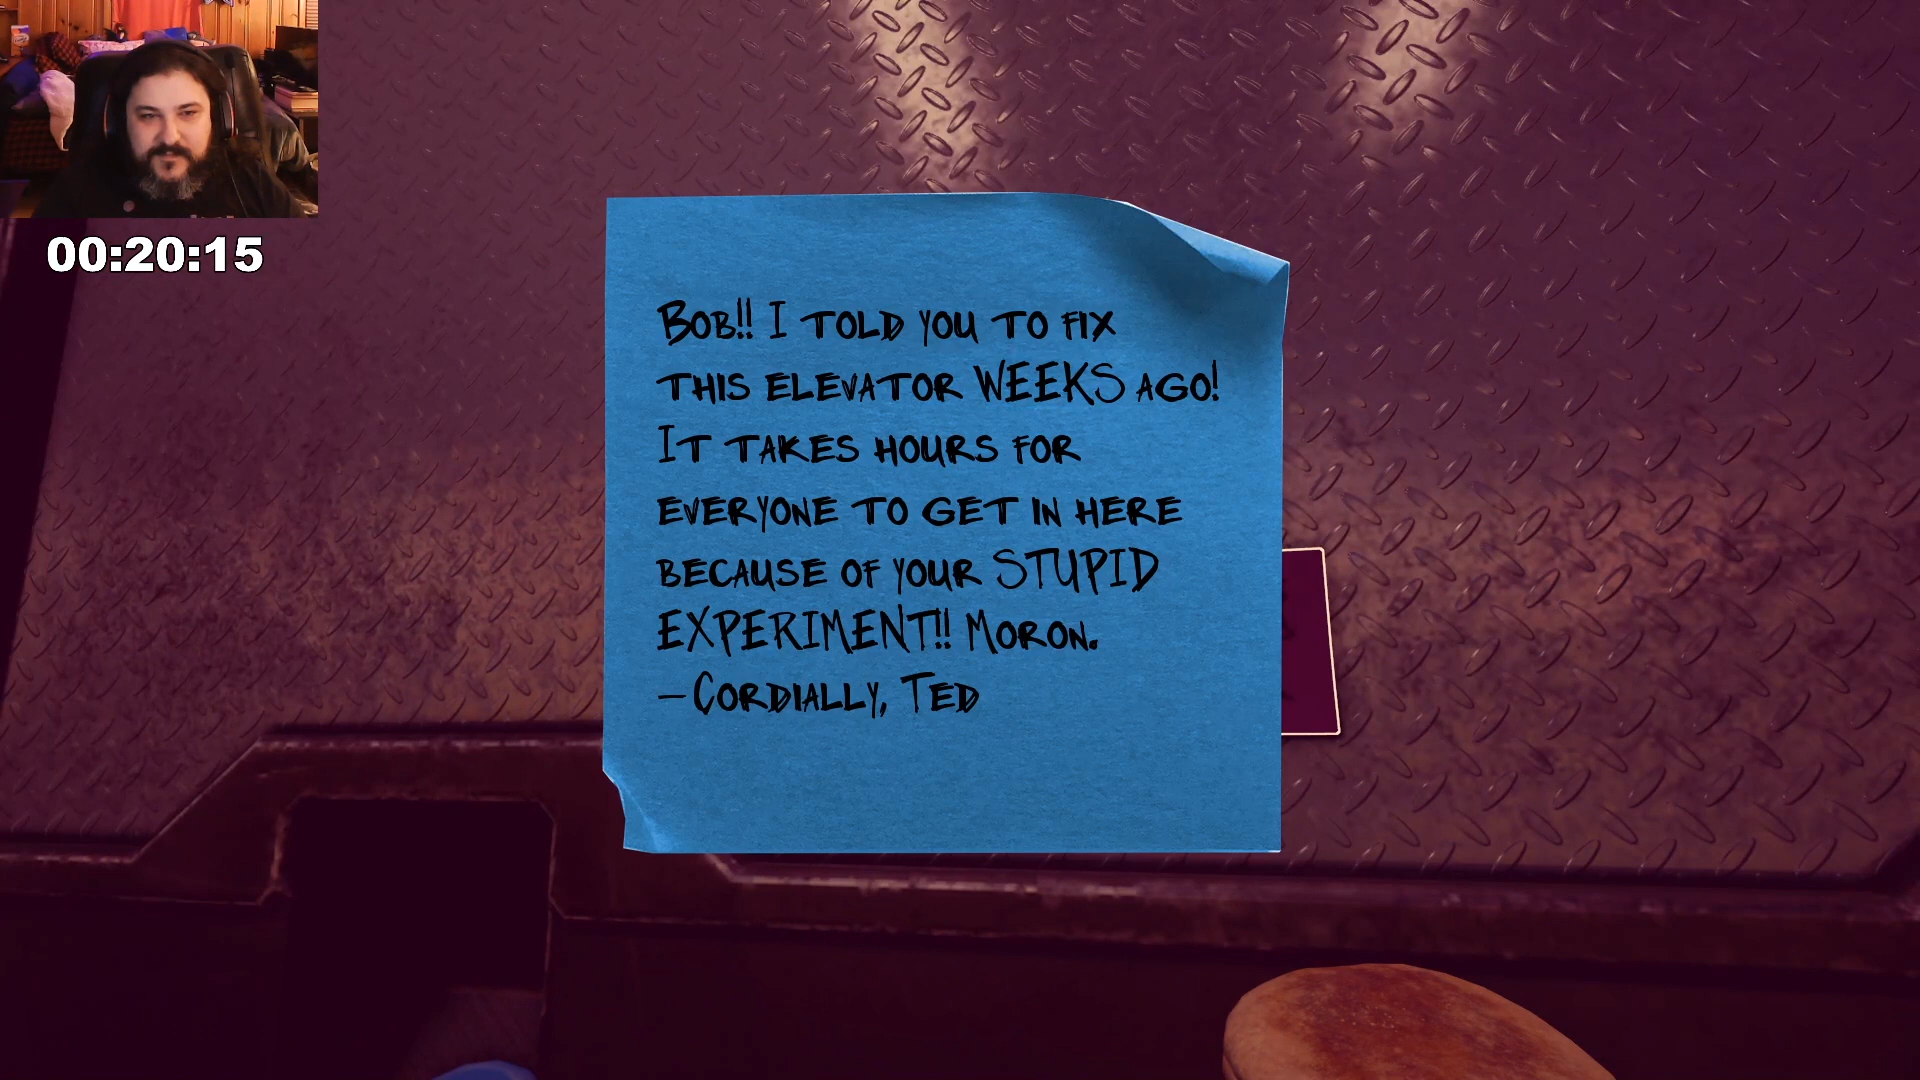 00:20:15
Bob!! I told you to fix
this elevator WEEKS ago!
It takes hours for
everyone to get in here
because of your STUPID
EXPERIMENT!! Moron.
– Cordially, Ted